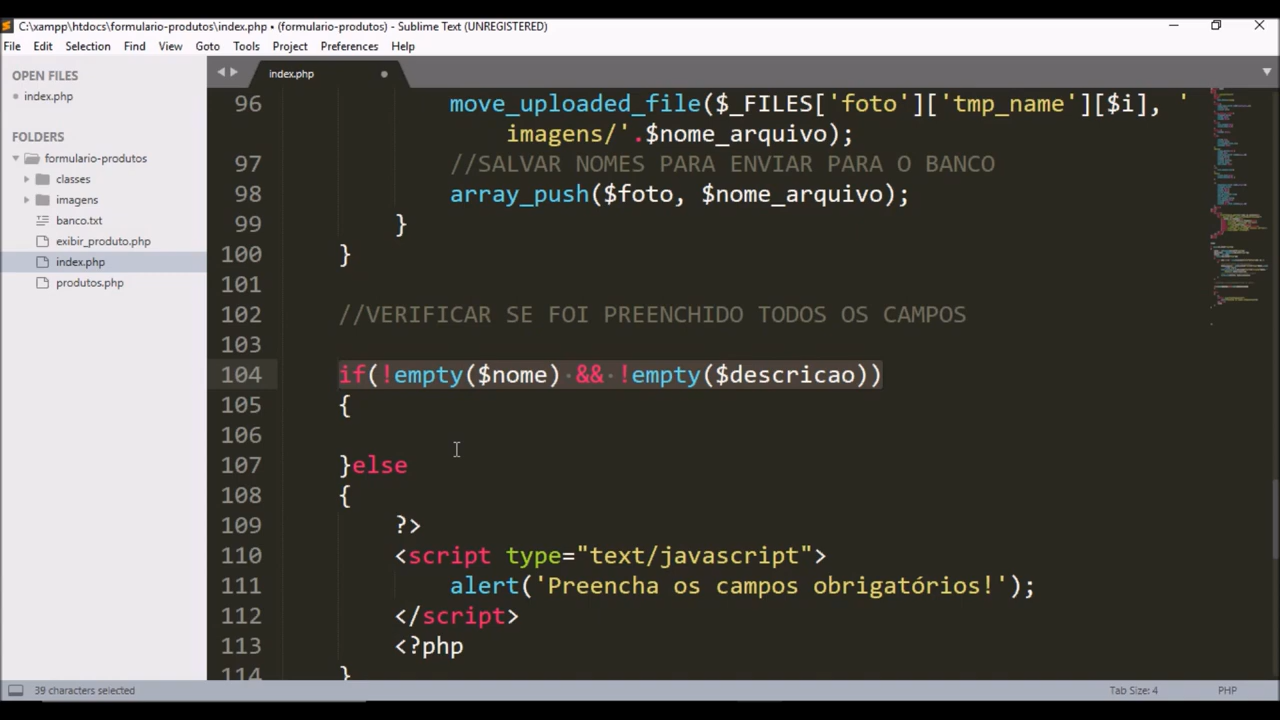 C:\xampp\htdocs\formulario-produtos\index.php • (formulario-produtos) - Sublime Text (UNREGISTERED)
File Edit Selection Find View Goto Tools Project Preferences Help
OPEN FILES
index.php
FOLDERS
formulario-produtos
classes
imagens
banco.txt
exibir_produto.php
index.php
produtos.php
index.php
96 move_uploaded_file($_FILES['foto']['tmp_name'][$i], '
imagens/'.$nome_arquivo);
97 //SALVAR NOMES PARA ENVIAR PARA O BANCO
98 array_push($foto, $nome_arquivo);
99 }
100 }
101
102 //VERIFICAR SE FOI PREENCHIDO TODOS OS CAMPOS
103
104 if(!empty($nome) && !empty($descricao))
105 {
106
107 }else
108 {
109 ?>
110 <script type="text/javascript">
111 alert('Preencha os campos obrigatórios!');
112 </script>
113 <?php
114 }
39 characters selected Tab Size: 4 PHP